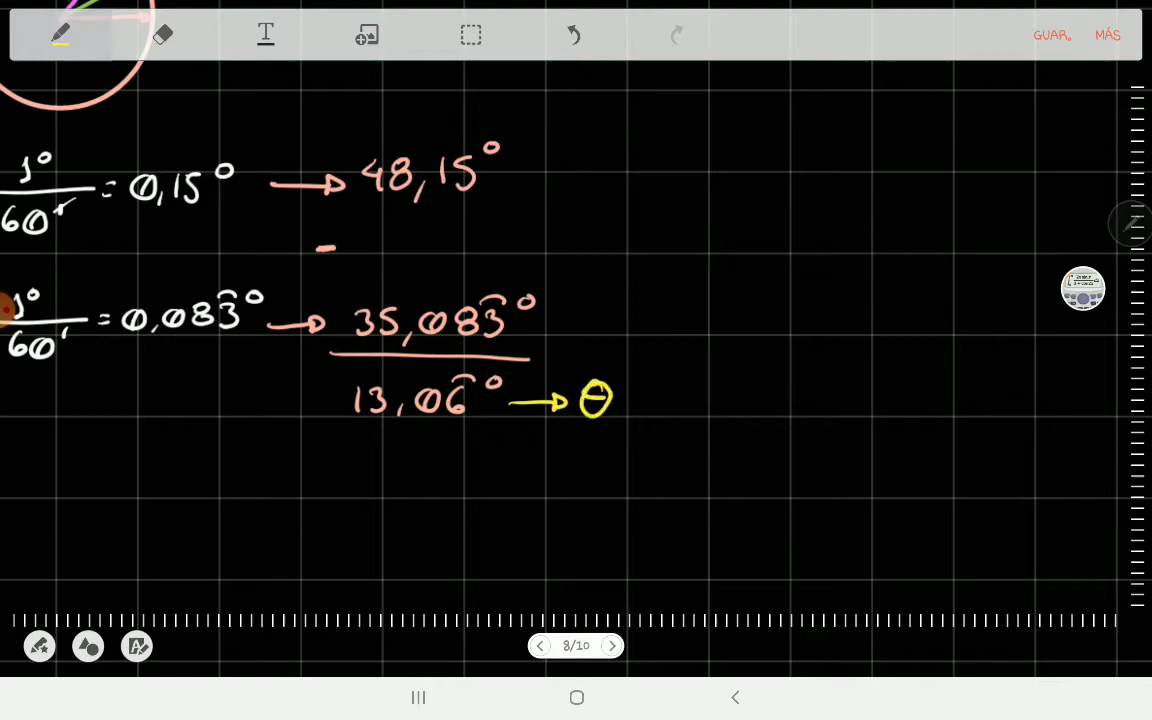 T GUAR. MÁS
1° / 60' = 0,15° → 48,15°
-
1° / 60' = 0,083̑° → 35,083̑°
13,06̑° → θ
8/10